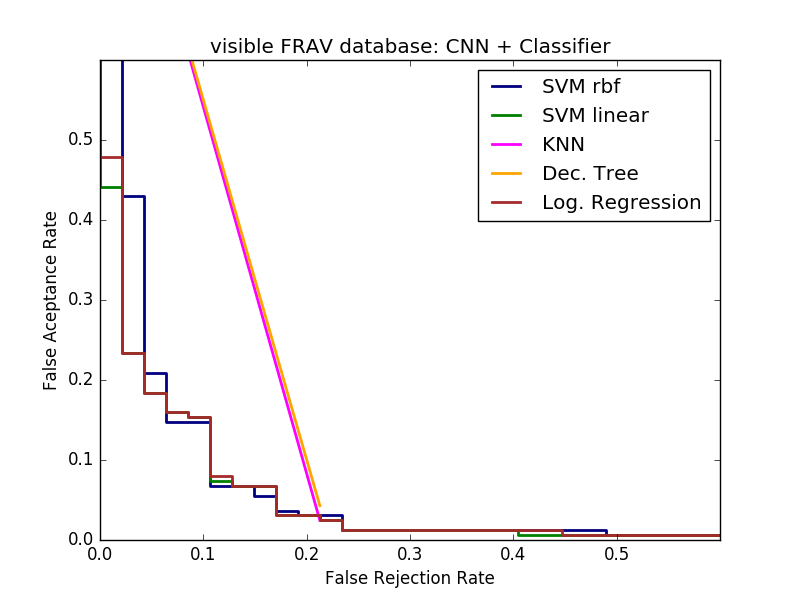 visible FRAV database: CNN + Classifier
SVM rbf
SVM linear
KNN
Dec. Tree
Log. Regression
False Aceptance Rate
0.5
0.4
0.3
0.2
0.1
0.0
0.0 0.1 0.2 0.3 0.4 0.5
False Rejection Rate